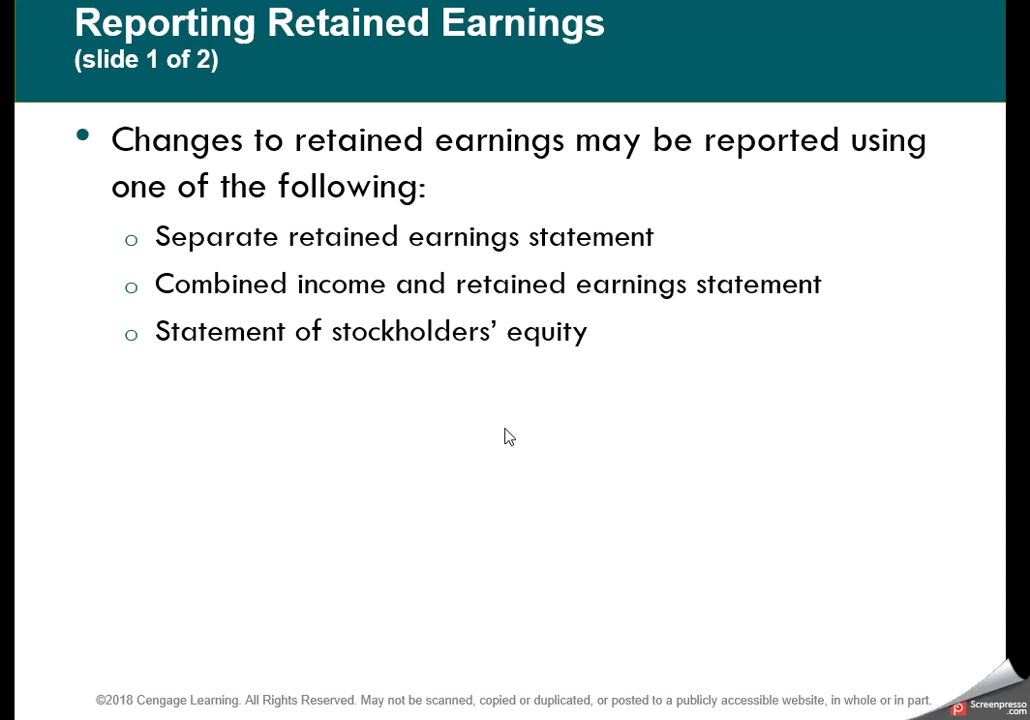 Reporting Retained Earnings
(slide 1 of 2)
• Changes to retained earnings may be reported using
one of the following:
o Separate retained earnings statement
o Combined income and retained earnings statement
o Statement of stockholders’ equity
©2018 Cengage Learning. All Rights Reserved. May not be scanned, copied or duplicated, or posted to a publicly accessible website, in whole or in part.
Screenpresso
.com